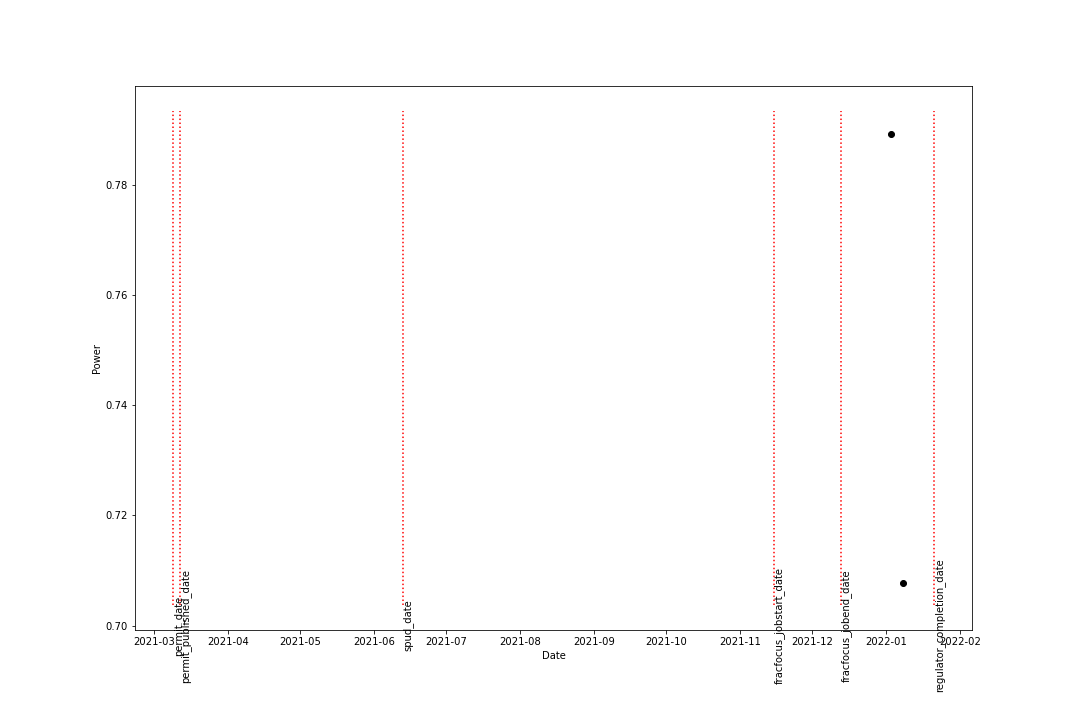 0.78
0.76
0.74
0.72
0.70
Power
2021-03
2021-04
2021-05
2021-06
2021-07
2021-08
2021-09
2021-10
2021-11
2021-12
2022-01
2022-02
Date
permit_date
permit_published_date
spud_date
fracfocus_jobstart_date
fracfocus_jobend_date
regulator_completion_date